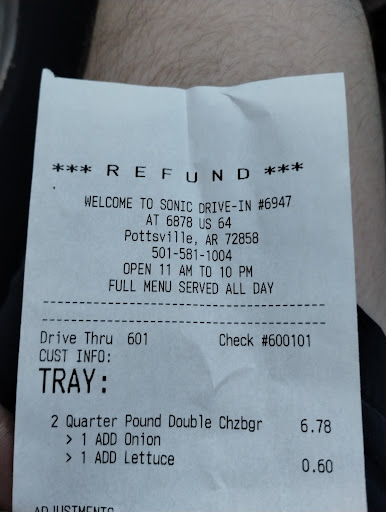 *** R E F U N D ***
WELCOME TO SONIC DRIVE-IN #6947
AT 6878 US 64
Pottsville, AR 72858
501-581-1004
OPEN 11 AM TO 10 PM
FULL MENU SERVED ALL DAY
Drive Thru 601 Check #600101
CUST INFO:
TRAY:
2 Quarter Pound Double Chzbgr 6.78
> 1 ADD Onion
> 1 ADD Lettuce 0.60
ADJUSTMENTS